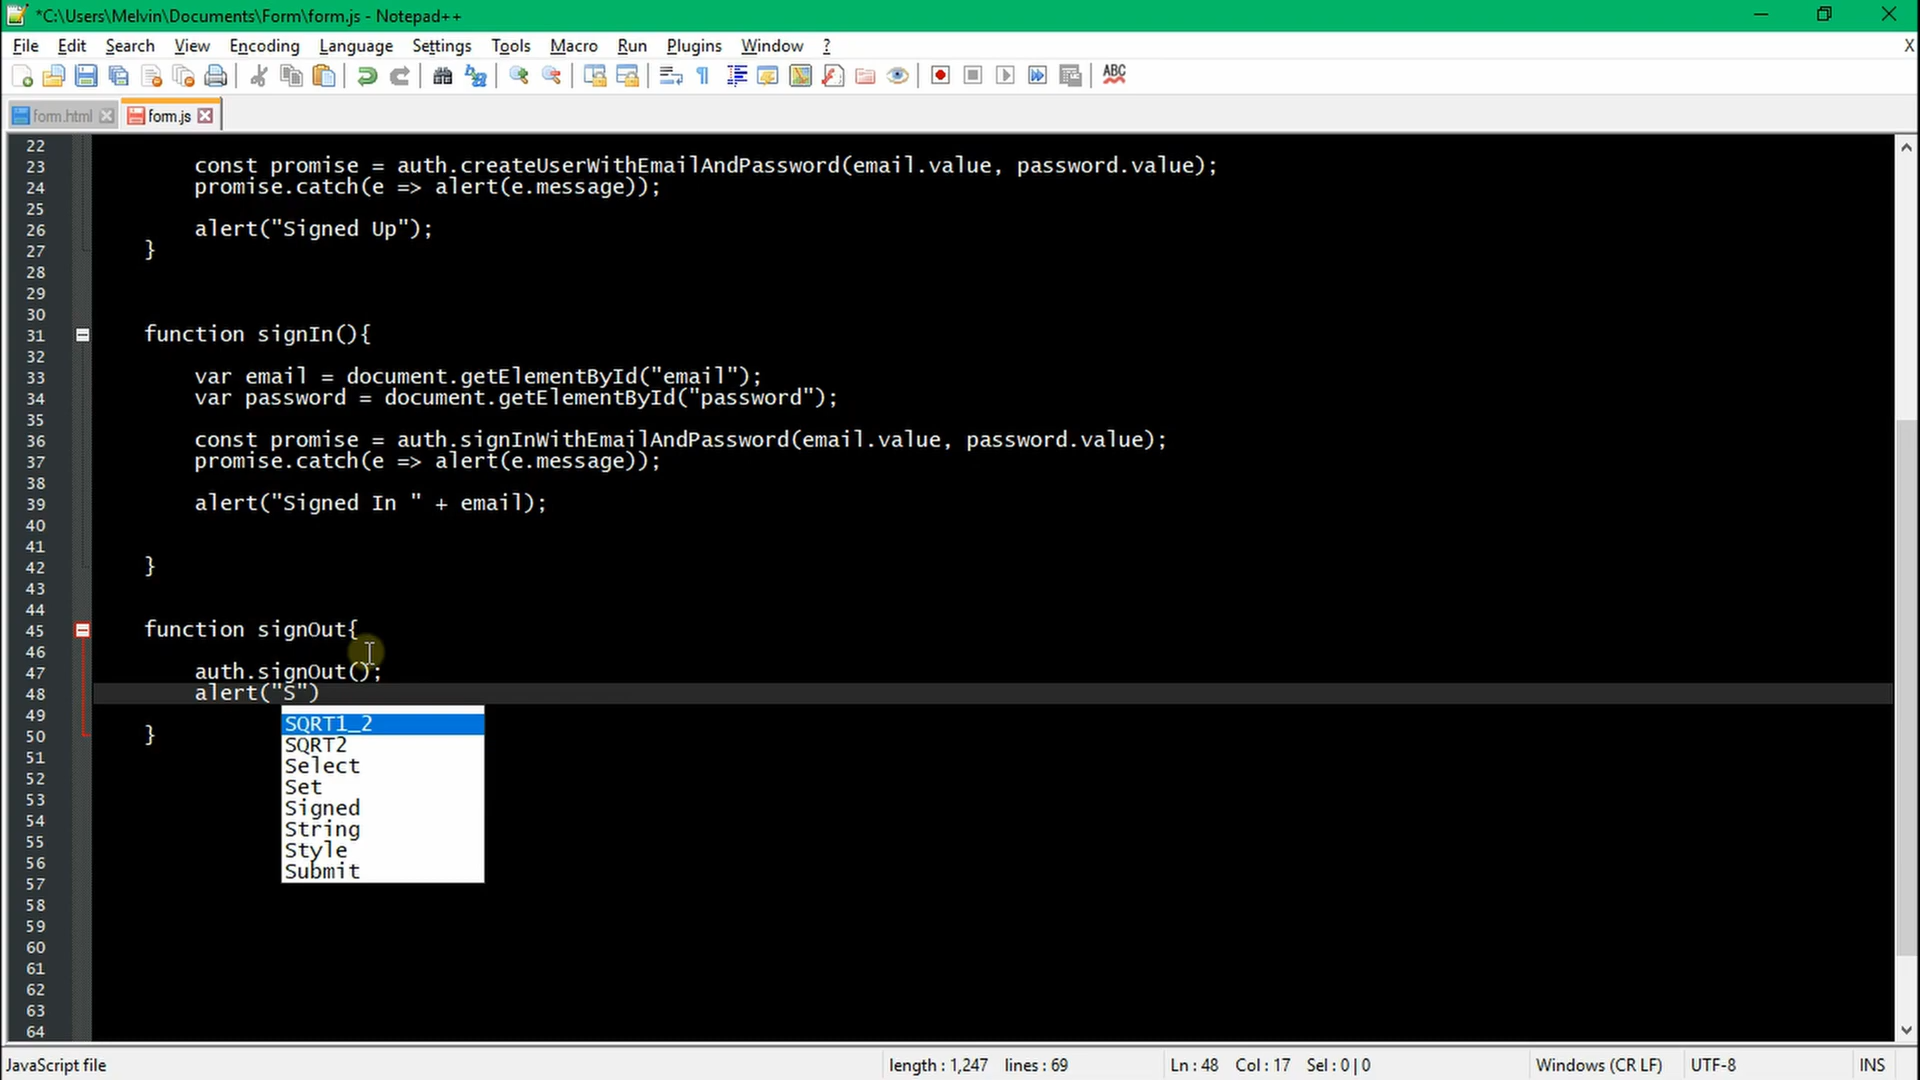 *C:\Users\Melvin\Documents\Form\form.js - Notepad++
File Edit Search View Encoding Language Settings Tools Macro Run Plugins Window ? X
ABC
form.html form.js
22
23 const promise = auth.createUserWithEmailAndPassword(email.value, password.value);
24 promise.catch(e => alert(e.message));
25
26 alert("Signed Up");
27 }
28
29
30
31 function signIn(){
32
33 var email = document.getElementById("email");
34 var password = document.getElementById("password");
35
36 const promise = auth.signInWithEmailAndPassword(email.value, password.value);
37 promise.catch(e => alert(e.message));
38
39 alert("Signed In " + email);
40
41
42 }
43
44
45 function signOut{
46
47 auth.signOut();
48 alert("S")
49
50 }
51
52
53
54
55
56
57
58
59
60
61
62
63
64
SQRT1_2
SQRT2
Select
Set
Signed
String
Style
Submit
JavaScript file length : 1,247 lines : 69 Ln : 48 Col : 17 Sel : 0 | 0 Windows (CR LF) UTF-8 INS